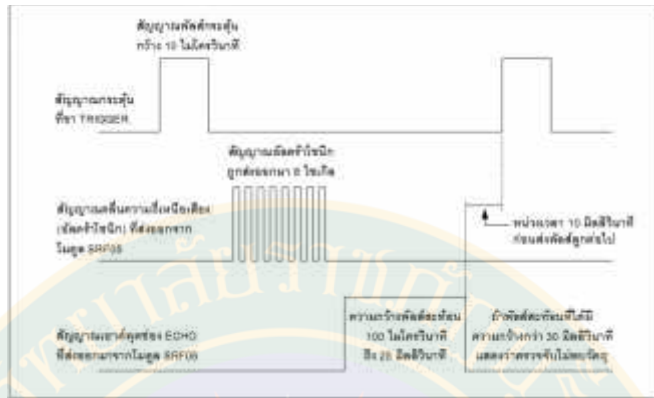 สัญญาณพัลส์กระตุ้น
กว้าง 10 ไมโครวินาที
สัญญาณกระตุ้น
ที่ขา TRIGGER
สัญญาณอัลตร้าโซนิก
ถูกส่งออกมา 8 ไซเกิล
สัญญาณคลื่นความถี่เหนือเสียง
(อัลตร้าโซนิก) ที่ส่งออกจาก
โมดูล SRF05
หน่วงเวลา 10 มิลลิวินาที
ก่อนส่งพัลส์ลูกต่อไป
สัญญาณเอาต์พุตช่อง ECHO
ที่ส่งออกมาจากโมดูล SRF05
ความกว้างพัลส์สะท้อน
100 ไมโครวินาที
ถึง 25 มิลลิวินาที
ถ้าพัลส์สะท้อนที่ได้มี
ความกว้างกว่า 30 มิลลิวินาที
แสดงว่าตรวจจับไม่พบวัตถุ